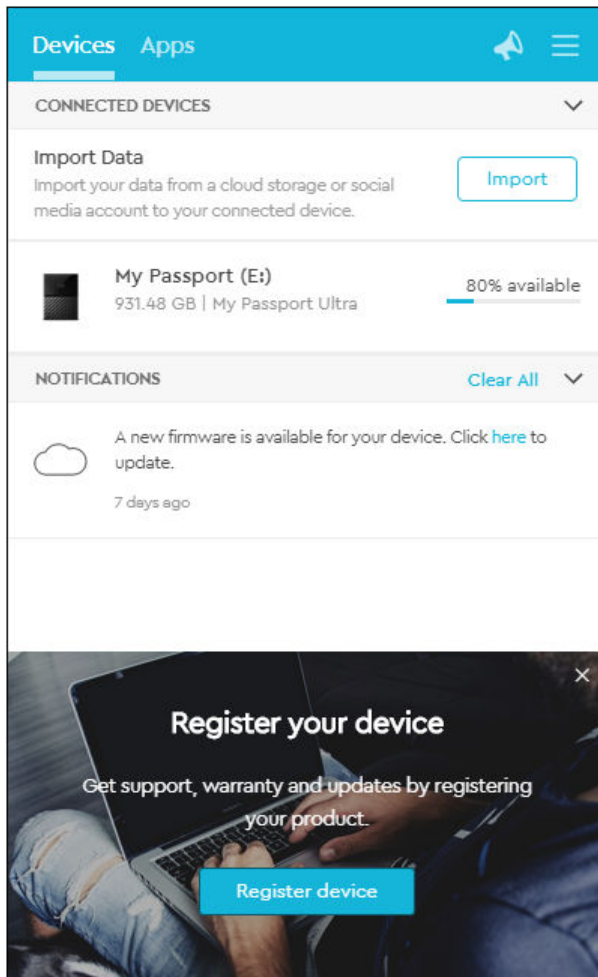 Devices Apps
CONNECTED DEVICES
Import Data
Import your data from a cloud storage or social
media account to your connected device.
Import
My Passport (E:)
931.48 GB | My Passport Ultra
80% available
NOTIFICATIONS
Clear All
A new firmware is available for your device. Click here to
update.
7 days ago
Register your device
Get support, warranty and updates by registering
your product.
Register device